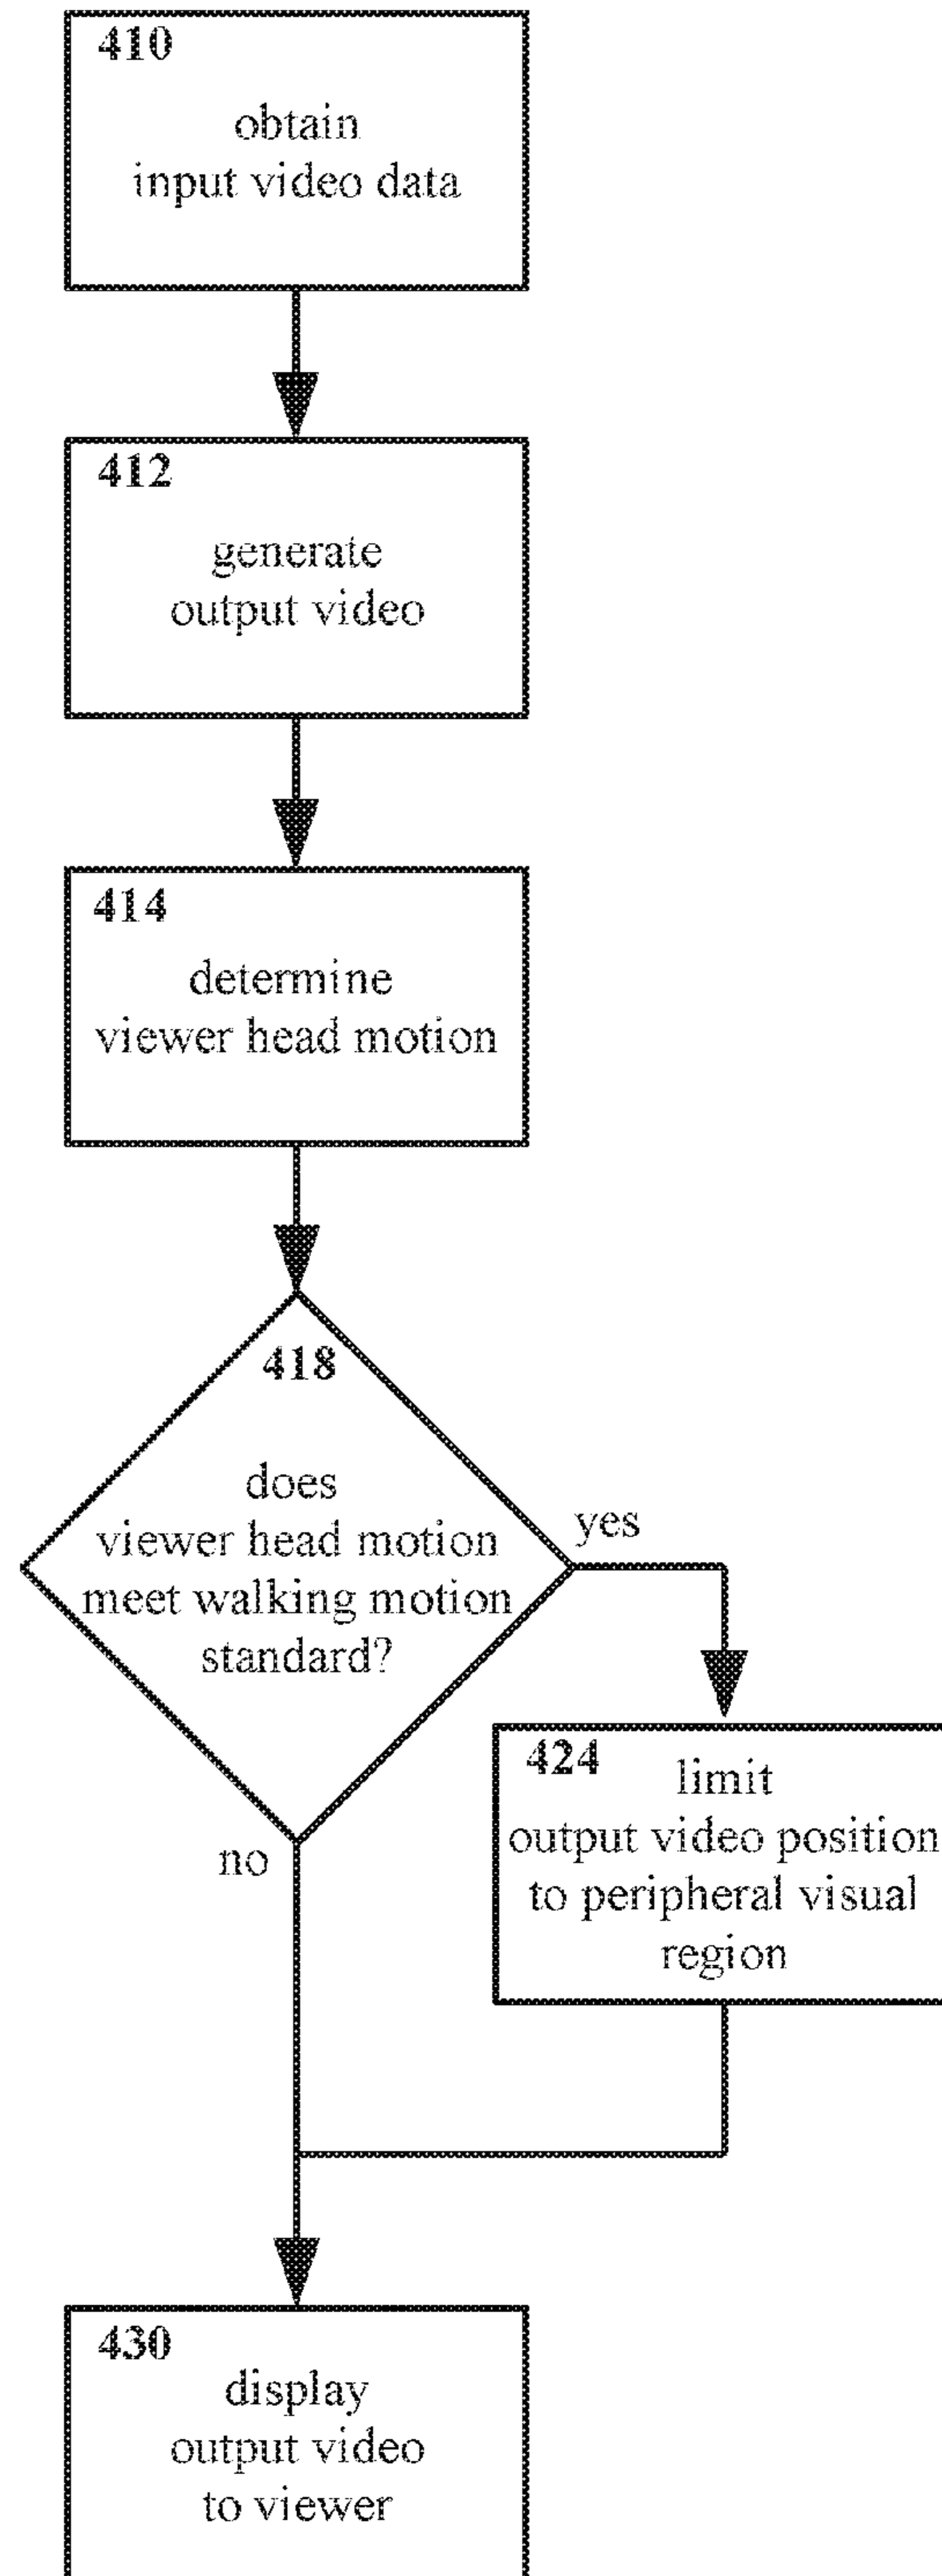 410
obtain
input video data
412
generate
output video
414
determine
viewer head motion
418
does
viewer head motion
meet walking motion
standard?
yes
424
limit
output video position
to peripheral visual
region
no
430
display
output video
to viewer